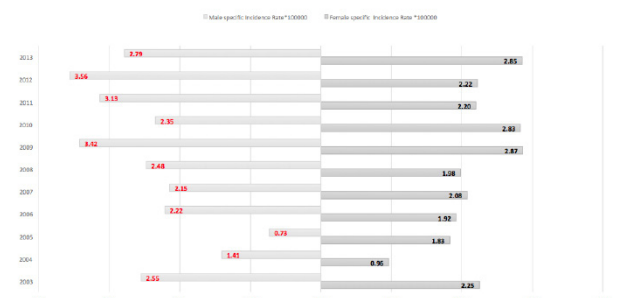 Male specific Incidence Rate*100000 Female specific Incidence Rate *100000
2013 2.79 2.85
2012 3.56 2.22
2011 3.13 2.20
2010 2.35 2.83
2009 3.42 2.87
2008 2.48 1.98
2007 2.15 2.08
2006 2.22 1.92
2005 0.73 1.83
2004 1.41 0.96
2003 2.55 2.25